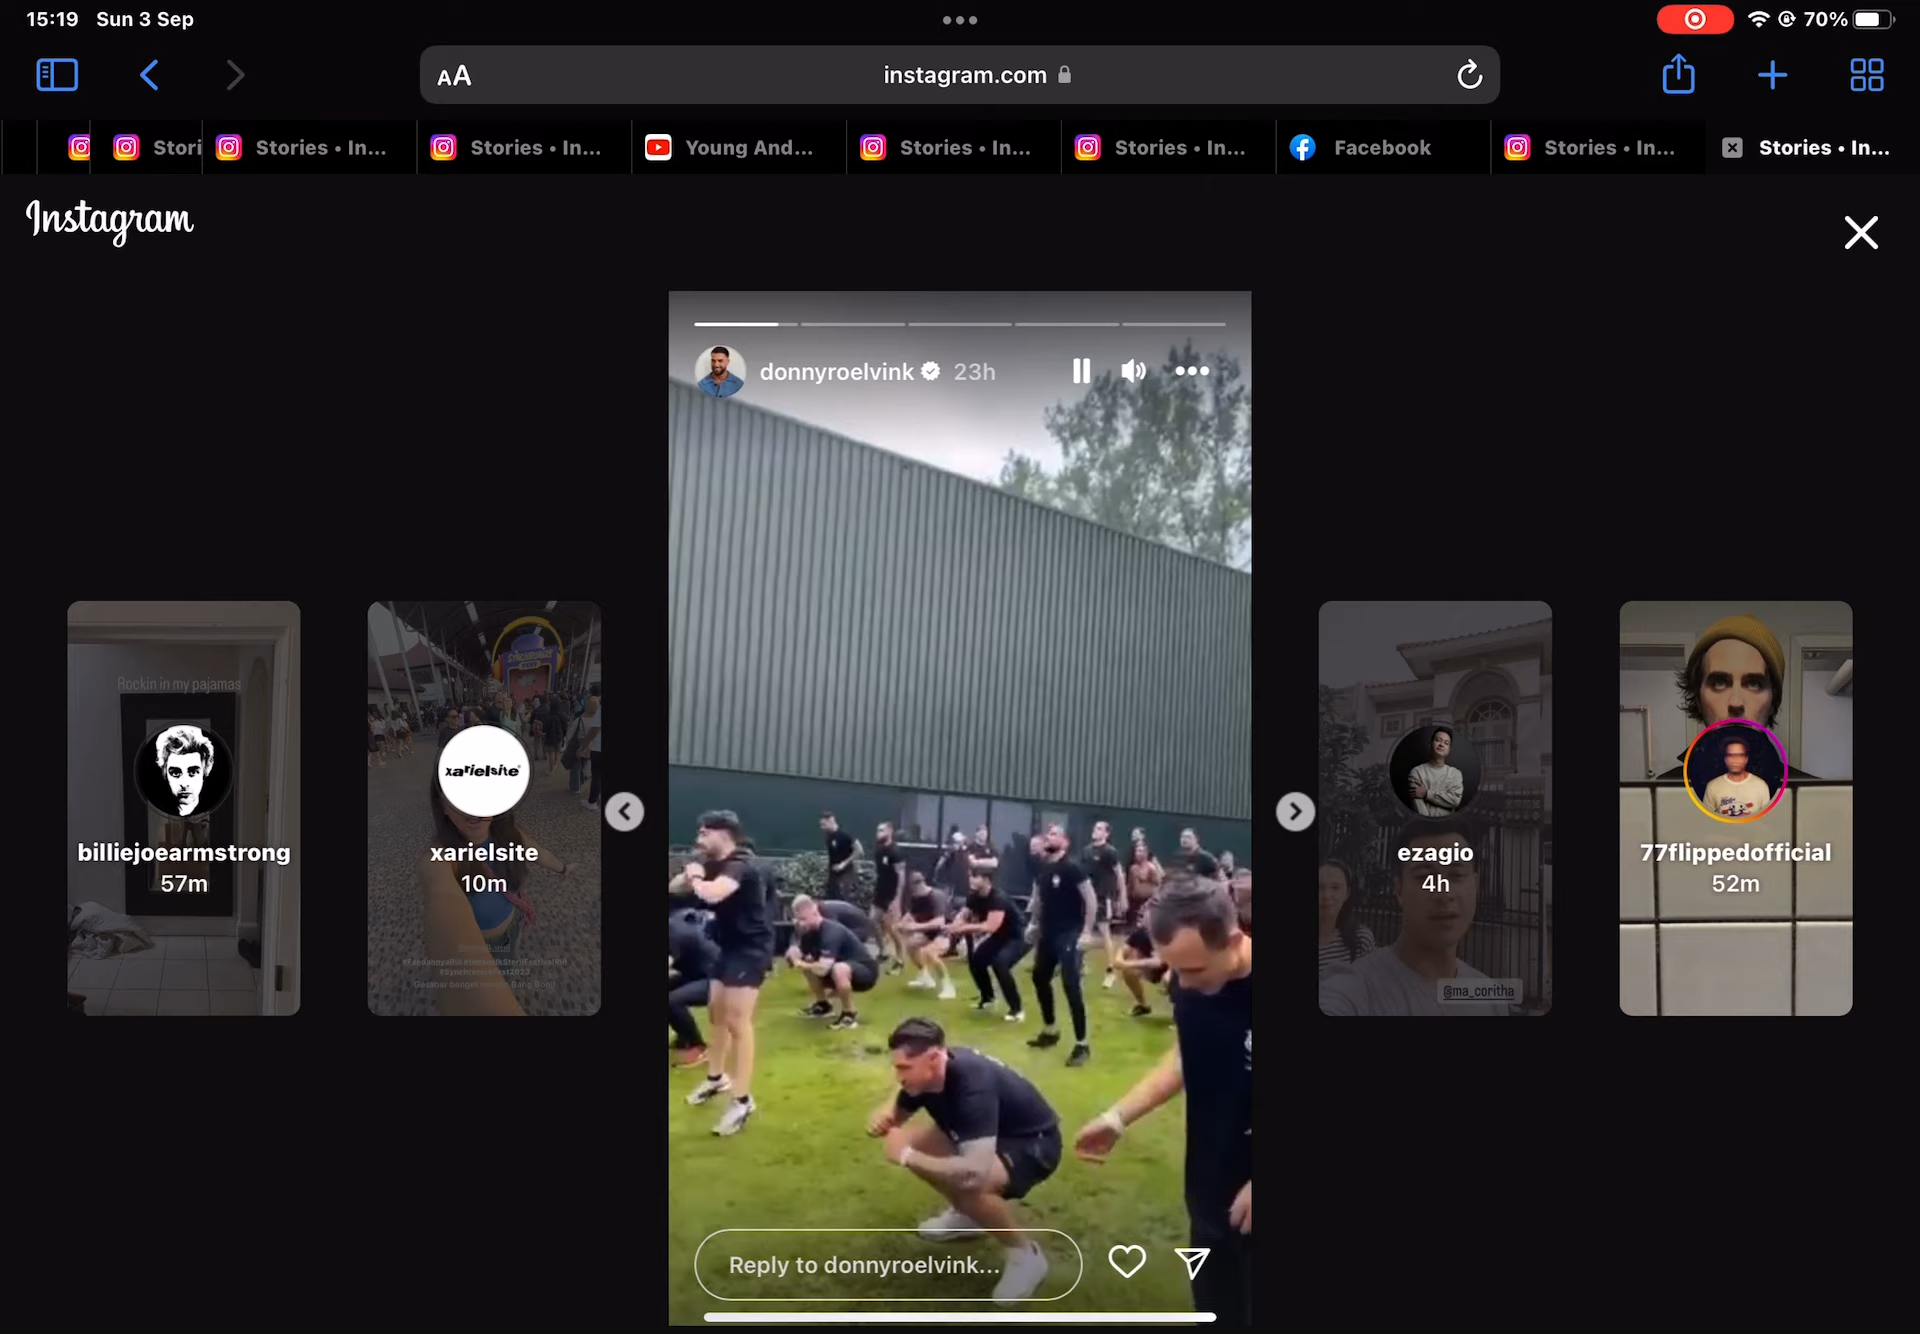 15:19 Sun 3 Sep
70%
AA
instagram.com
Stori
Stories • In...
Stories • In...
Young And...
Stories • In...
Stories • In...
Facebook
Stories • In...
Stories • In...
Instagram
donnyroelvink 23h
Rockin in my pajamas
billiejoearmstrong
57m
xarielsite
xarielsite
10m
ezagio
4h
@ma_coritha
77flippedofficial
52m
Reply to donnyroelvink...